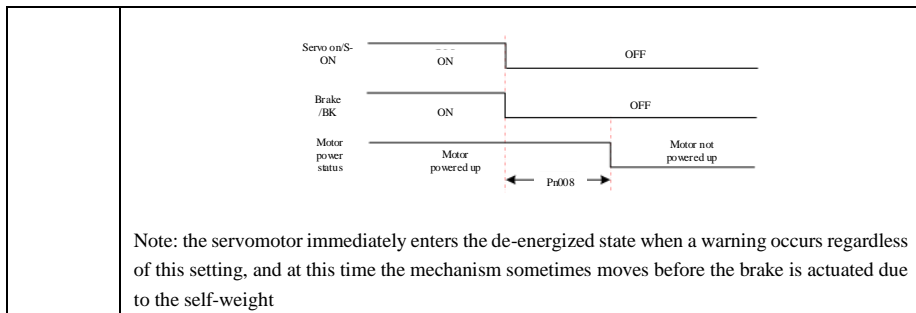 Servo on/S-
ON
ON
OFF
Brake
/BK
ON
OFF
Motor
power
status
Motor
powered up
Motor not
powered up
Pn008
Note: the servomotor immediately enters the de-energized state when a warning occurs regardless
of this setting, and at this time the mechanism sometimes moves before the brake is actuated due
to the self-weight